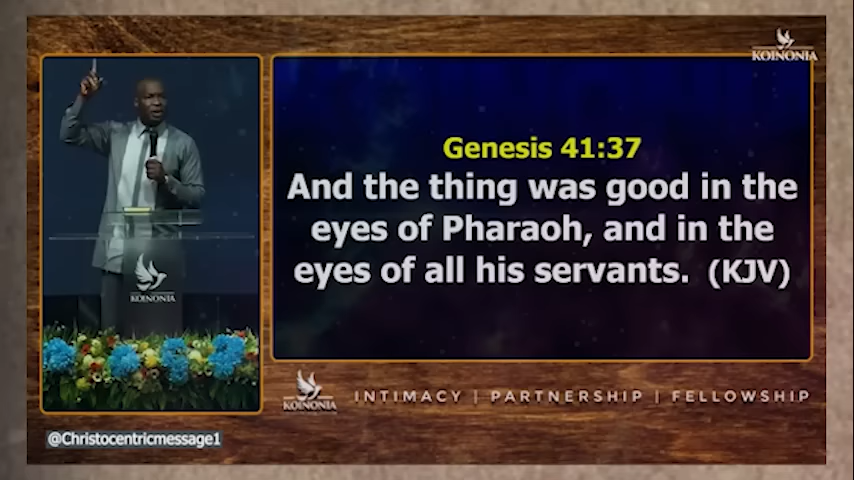 KOINONIA
Genesis 41:37
And the thing was good in the
eyes of Pharaoh, and in the
eyes of all his servants. (KJV)
KOINONIA
KOINONIA
INTIMACY | PARTNERSHIP | FELLOWSHIP
@Christocentricmessage1